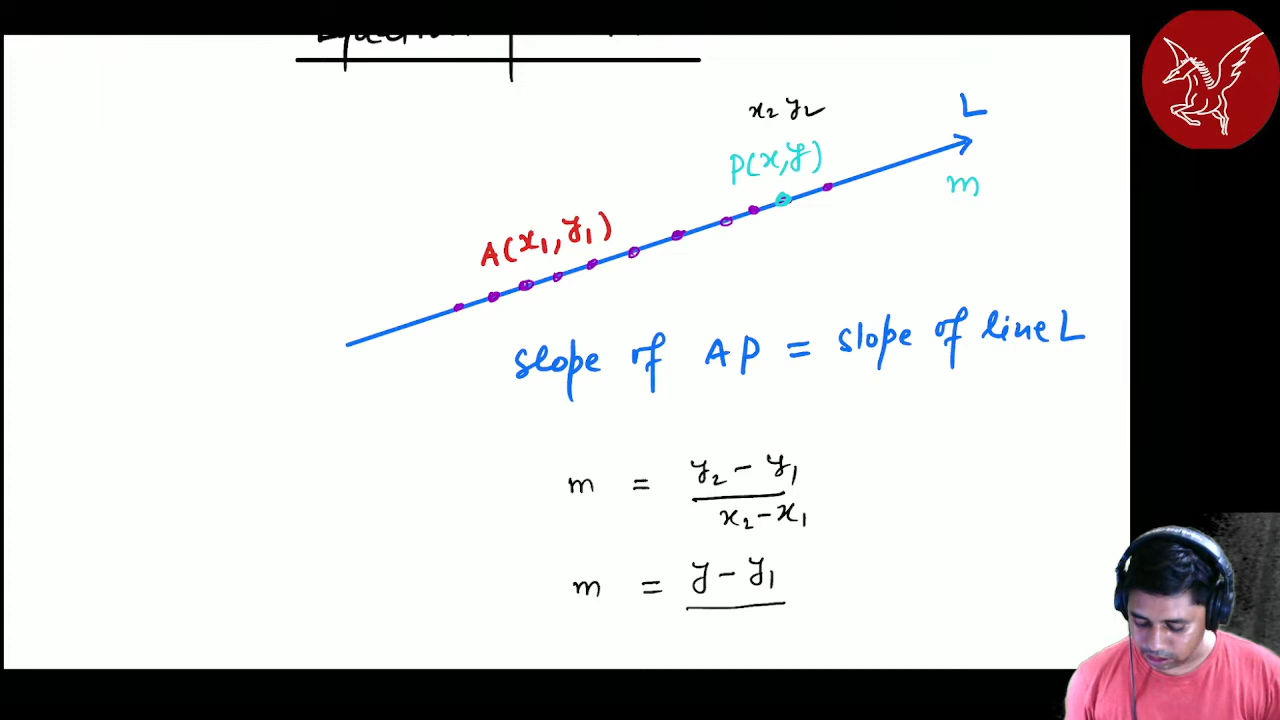 x₂ y₂
L
P(x, y)
m
A(x₁, y₁)
slope of AP = slope of line L
m = y₂ - y₁
x₂ - x₁
m = y - y₁